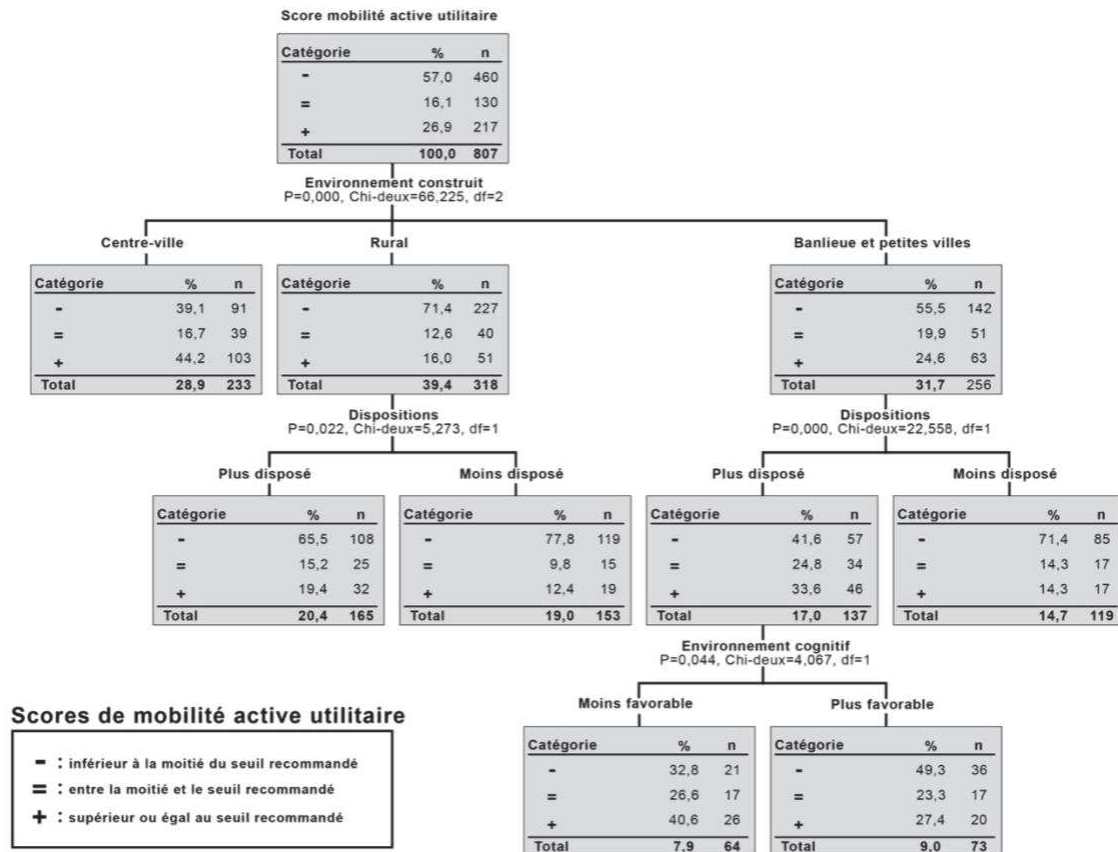 Score mobilité active utilitaire
Catégorie % n
- 57,0 460
= 16,1 130
+ 26,9 217
Total 100,0 807
Environnement construit
P=0,000, Chi-deux=66,225, df=2
Centre-ville
Catégorie % n
- 39,1 91
= 16,7 39
+ 44,2 103
Total 28,9 233
Rural
Catégorie % n
- 71,4 227
= 12,6 40
+ 16,0 51
Total 39,4 318
Banlieue et petites villes
Catégorie % n
- 55,5 142
= 19,9 51
+ 24,6 63
Total 31,7 256
Dispositions
P=0,022, Chi-deux=5,273, df=1
Plus disposé
Catégorie % n
- 65,5 108
= 15,2 25
+ 19,4 32
Total 20,4 165
Moins disposé
Catégorie % n
- 77,8 119
= 9,8 15
+ 12,4 19
Total 19,0 153
Dispositions
P=0,000, Chi-deux=22,558, df=1
Plus disposé
Catégorie % n
- 41,6 57
= 24,8 34
+ 33,6 46
Total 17,0 137
Moins disposé
Catégorie % n
- 71,4 85
= 14,3 17
+ 14,3 17
Total 14,7 119
Environnement cognitif
P=0,044, Chi-deux=4,067, df=1
Moins favorable
Catégorie % n
- 32,8 21
= 26,6 17
+ 40,6 26
Total 7,9 64
Plus favorable
Catégorie % n
- 49,3 36
= 23,3 17
+ 27,4 20
Total 9,0 73
Scores de mobilité active utilitaire
- : inférieur à la moitié du seuil recommandé
= : entre la moitié et le seuil recommandé
+ : supérieur ou égal au seuil recommandé